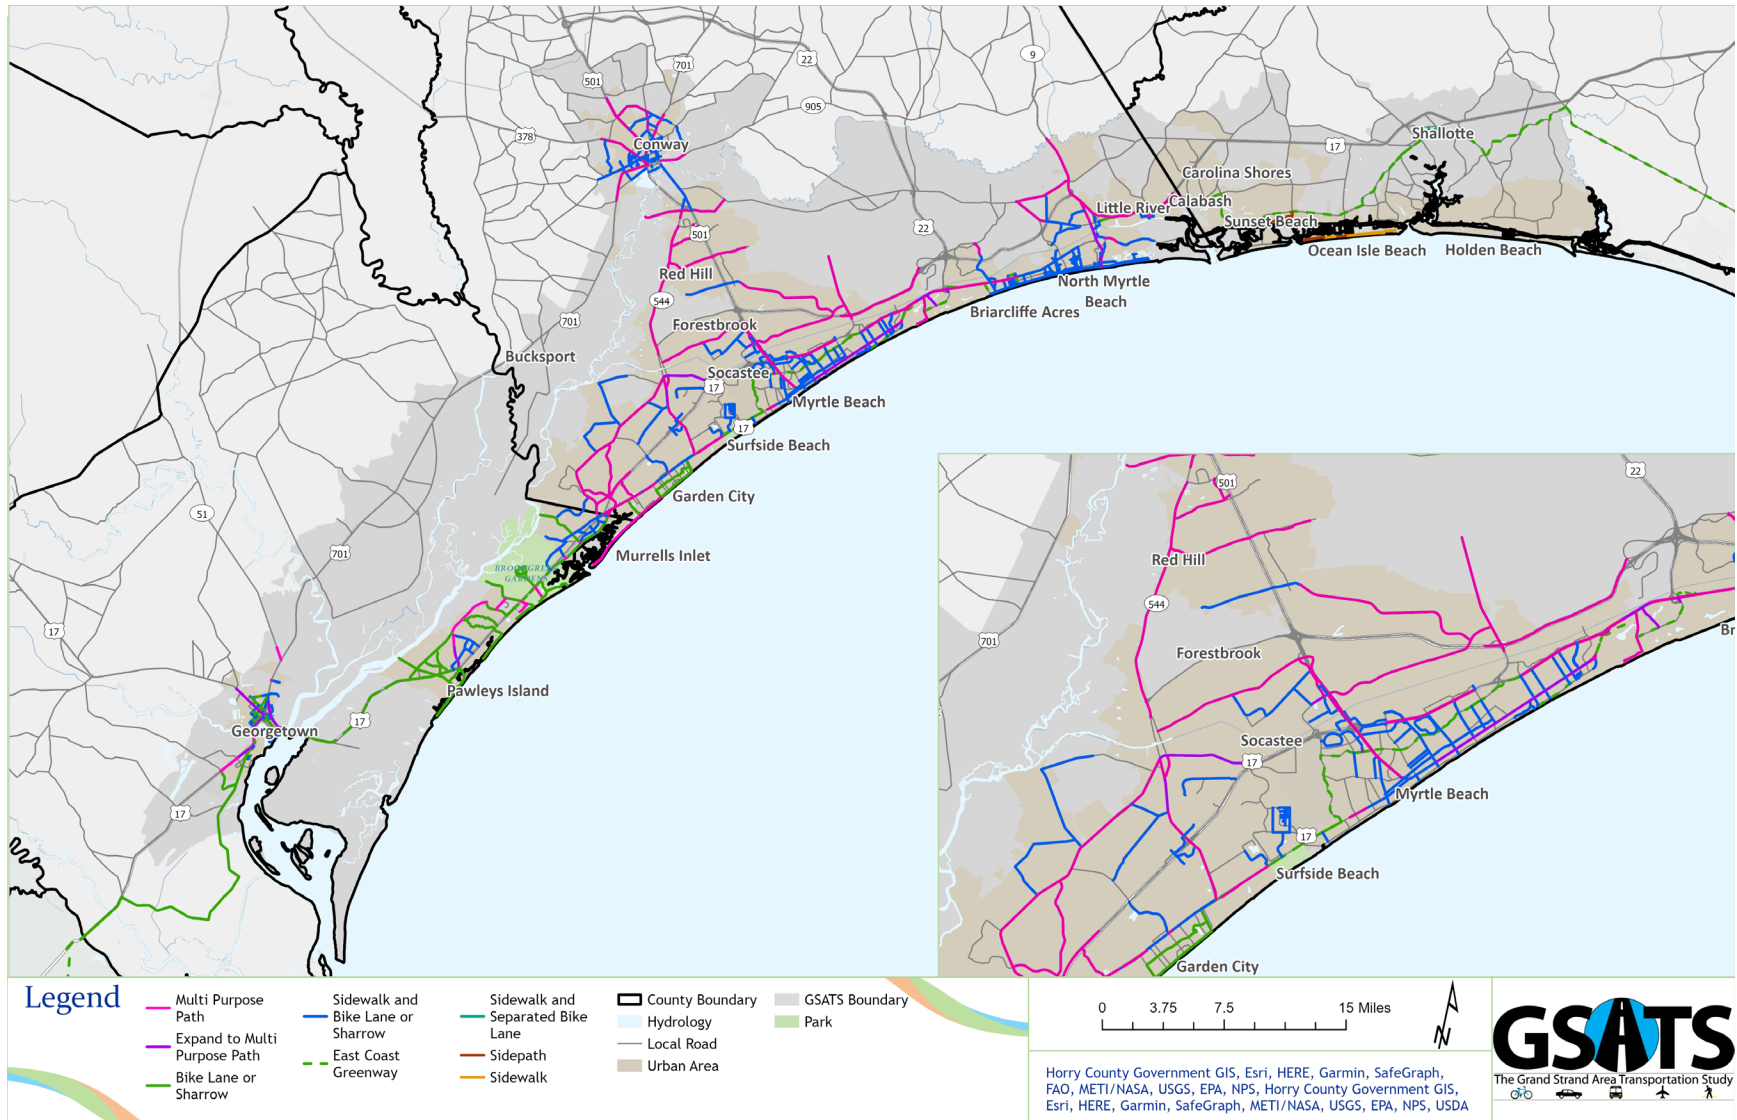 701
22
9
501
905
378
Conway
Shallotte
17
Carolina Shores
Little River
Calabash
Sunset Beach
22
501
Ocean Isle Beach
Holden Beach
Red Hill
North Myrtle
Beach
544
Briarcliffe Acres
701
Forestbrook
Bucksport
Socastee
17
Myrtle Beach
17
Surfside Beach
Garden City
51
701
Murrells Inlet
GARDENS
17
Pawleys Island
17
Georgetown
17
22
501
Red Hill
544
701
Forestbrook
Socastee
17
Myrtle Beach
17
Surfside Beach
Garden City
Br
Legend
Multi Purpose
Path
Expand to Multi
Purpose Path
Bike Lane or
Sharrow
Sidewalk and
Bike Lane or
Sharrow
East Coast
Greenway
Sidewalk and
Separated Bike
Lane
Sidepath
Sidewalk
County Boundary
Hydrology
Local Road
Urban Area
GSATS Boundary
Park
0 3.75 7.5 15 Miles
N
Horry County Government GIS, Esri, HERE, Garmin, SafeGraph,
FAO, METI/NASA, USGS, EPA, NPS, Horry County Government GIS,
Esri, HERE, Garmin, SafeGraph, METI/NASA, USGS, EPA, NPS, USDA
GSATS
The Grand Strand Area Transportation Study